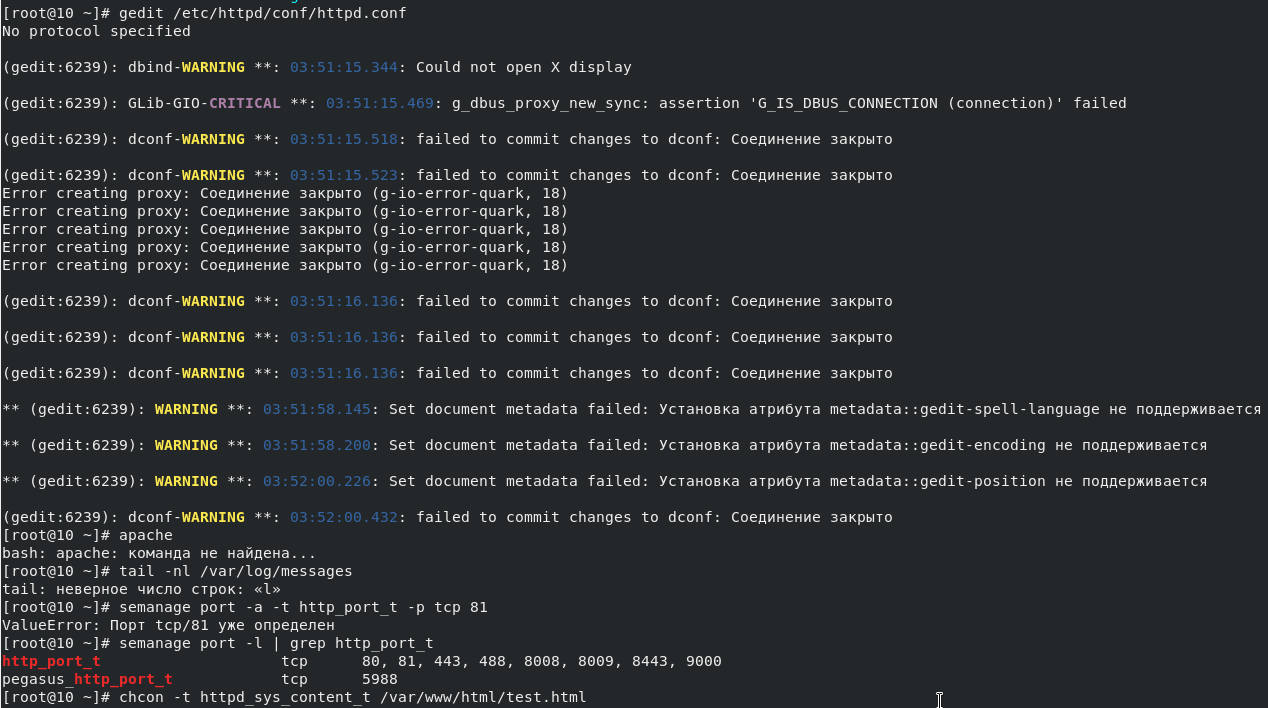 [root@10 ~]# gedit /etc/httpd/conf/httpd.conf
No protocol specified
(gedit:6239): dbind-WARNING **: 03:51:15.344: Could not open X display
(gedit:6239): GLib-GIO-CRITICAL **: 03:51:15.469: g_dbus_proxy_new_sync: assertion 'G_IS_DBUS_CONNECTION (connection)' failed
(gedit:6239): dconf-WARNING **: 03:51:15.518: failed to commit changes to dconf: Соединение закрыто
(gedit:6239): dconf-WARNING **: 03:51:15.523: failed to commit changes to dconf: Соединение закрыто
Error creating proxy: Соединение закрыто (g-io-error-quark, 18)
Error creating proxy: Соединение закрыто (g-io-error-quark, 18)
Error creating proxy: Соединение закрыто (g-io-error-quark, 18)
Error creating proxy: Соединение закрыто (g-io-error-quark, 18)
Error creating proxy: Соединение закрыто (g-io-error-quark, 18)
(gedit:6239): dconf-WARNING **: 03:51:16.136: failed to commit changes to dconf: Соединение закрыто
(gedit:6239): dconf-WARNING **: 03:51:16.136: failed to commit changes to dconf: Соединение закрыто
(gedit:6239): dconf-WARNING **: 03:51:16.136: failed to commit changes to dconf: Соединение закрыто
** (gedit:6239): WARNING **: 03:51:58.145: Set document metadata failed: Установка атрибута metadata::gedit-spell-language не поддерживается
** (gedit:6239): WARNING **: 03:51:58.200: Set document metadata failed: Установка атрибута metadata::gedit-encoding не поддерживается
** (gedit:6239): WARNING **: 03:52:00.226: Set document metadata failed: Установка атрибута metadata::gedit-position не поддерживается
(gedit:6239): dconf-WARNING **: 03:52:00.432: failed to commit changes to dconf: Соединение закрыто
[root@10 ~]# apache
bash: apache: команда не найдена...
[root@10 ~]# tail -nl /var/log/messages
tail: неверное число строк: «l»
[root@10 ~]# semanage port -a -t http_port_t -p tcp 81
ValueError: Порт tcp/81 уже определен
[root@10 ~]# semanage port -l | grep http_port_t
http_port_t                    tcp      80, 81, 443, 488, 8008, 8009, 8443, 9000
pegasus_http_port_t            tcp      5988
[root@10 ~]# chcon -t httpd_sys_content_t /var/www/html/test.html